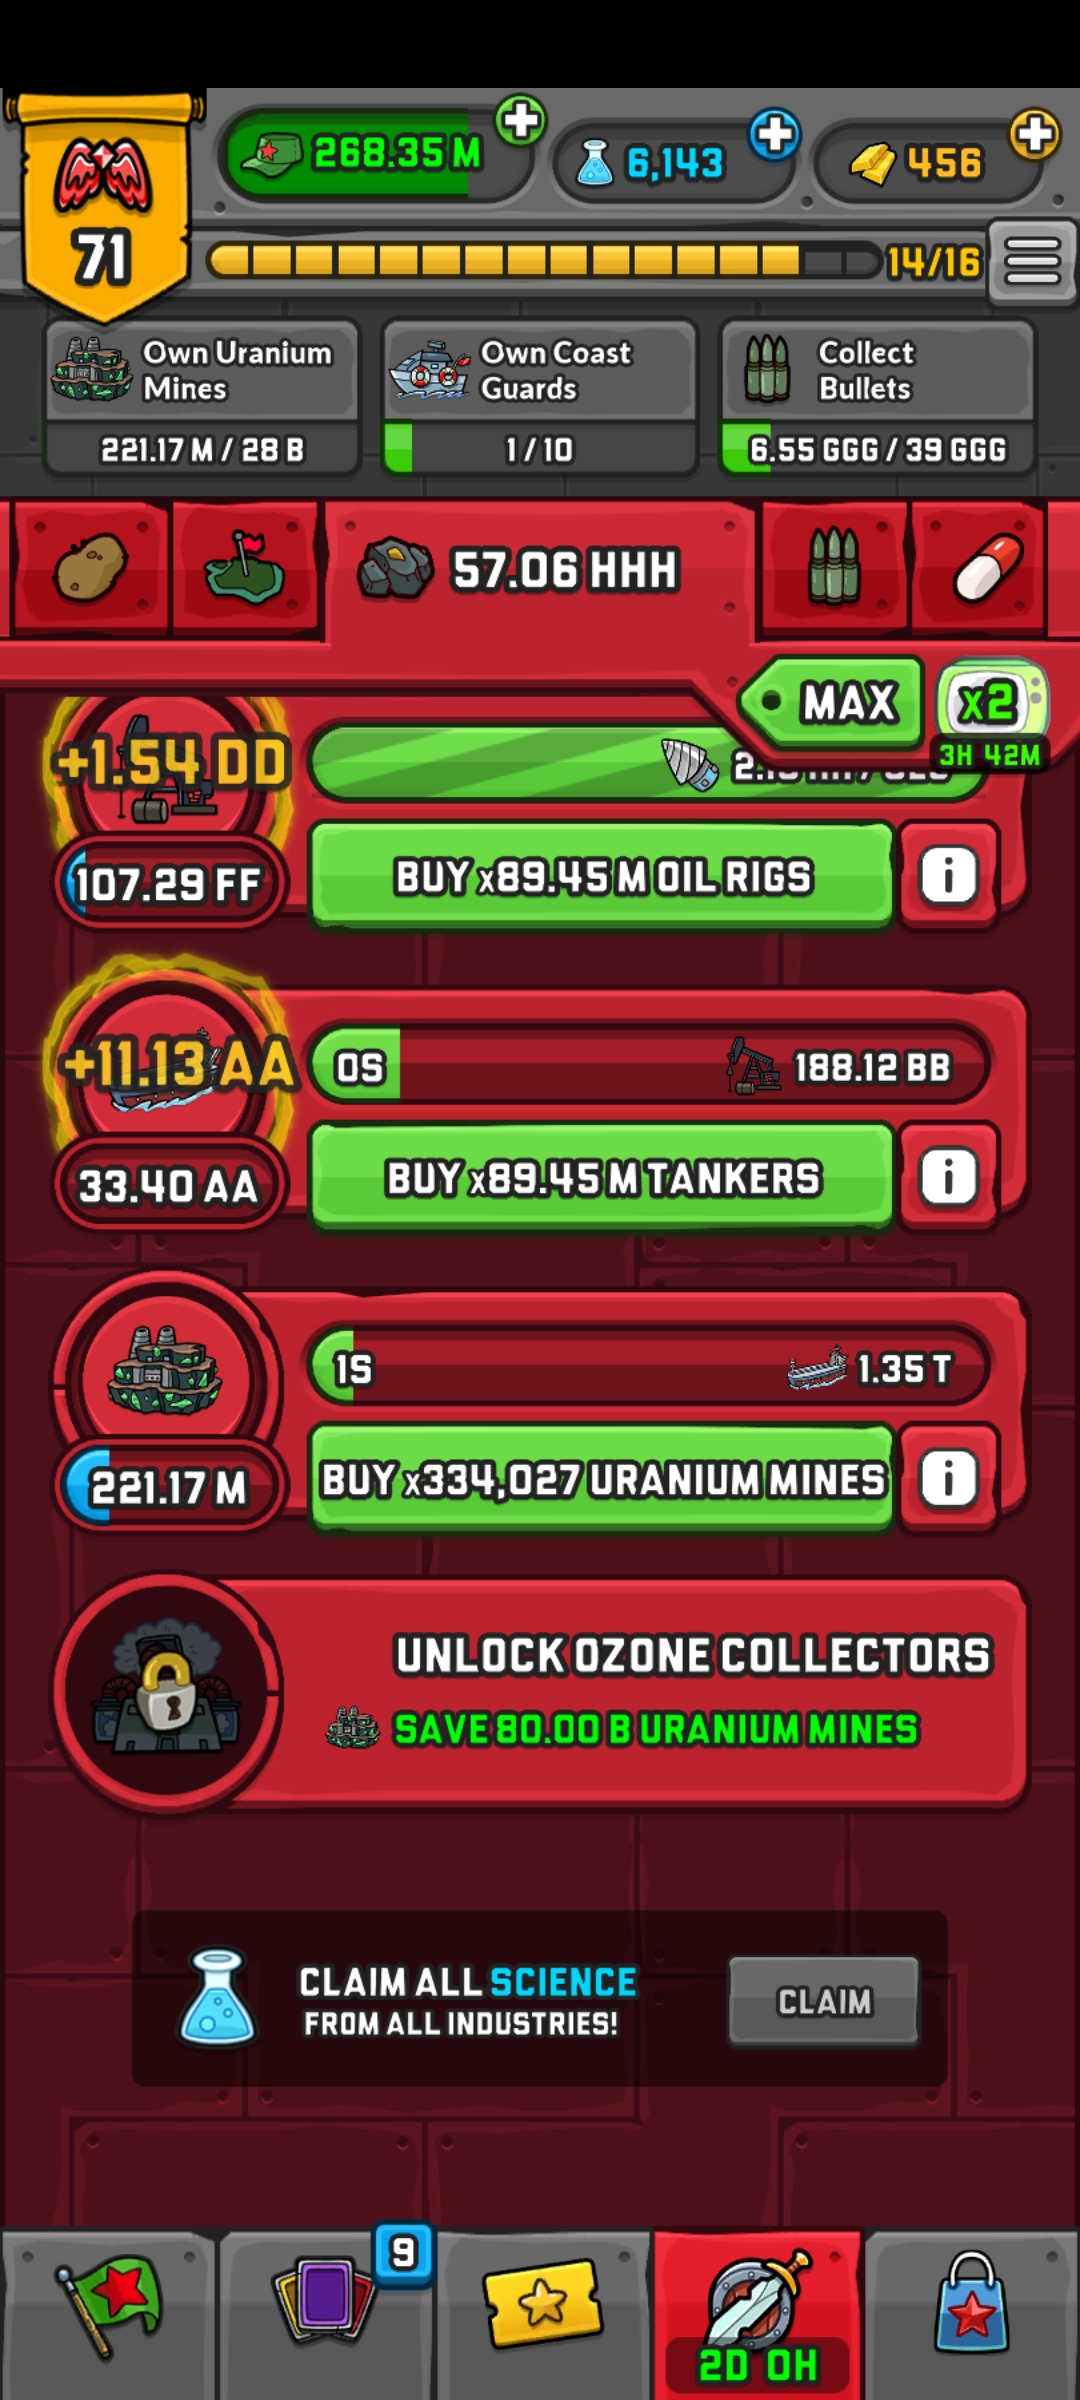 268.35 M
6,143
456
71
14/16
Own Uranium
Mines
221.17 M / 28 B
Own Coast
Guards
1 / 10
Collect
Bullets
6.55 GGG / 39 GGG
57.06 HHH
MAX
x2
3H 42M
+1.54 DD
107.29 FF
BUY x89.45 M OIL RIGS
i
+11.13 AA
0S
188.12 BB
33.40 AA
BUY x89.45 M TANKERS
i
1S
1.35 T
221.17 M
BUY x334,027 URANIUM MINES
i
UNLOCK OZONE COLLECTORS
SAVE 80.00 B URANIUM MINES
CLAIM ALL SCIENCE
FROM ALL INDUSTRIES!
CLAIM
9
2D 0H